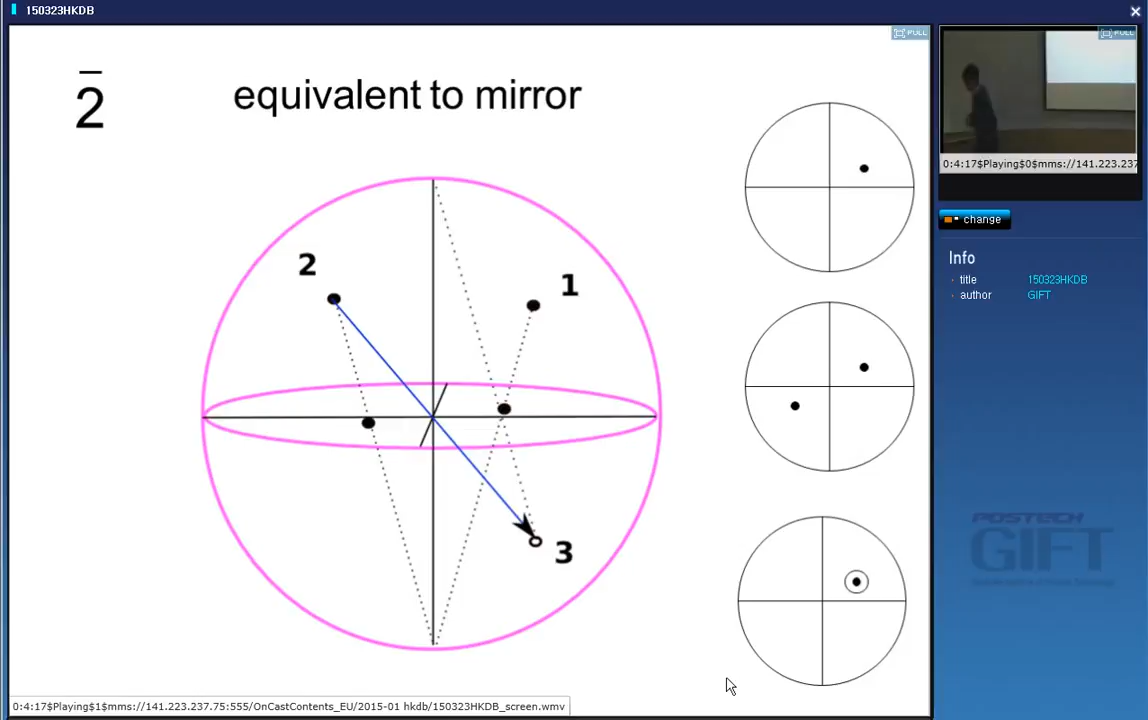 150323HKDB
FULL
2̄
equivalent to mirror
2
1
3
0:4:17$Playing$1$mms://141.223.237.75:555/OnCastContents_EU/2015-01 hkdb/150323HKDB_screen.wmv
FULL
0:4:17$Playing$0$mms://141.223.237
change
Info
title 150323HKDB
author GIFT
POSTECH
GIFT